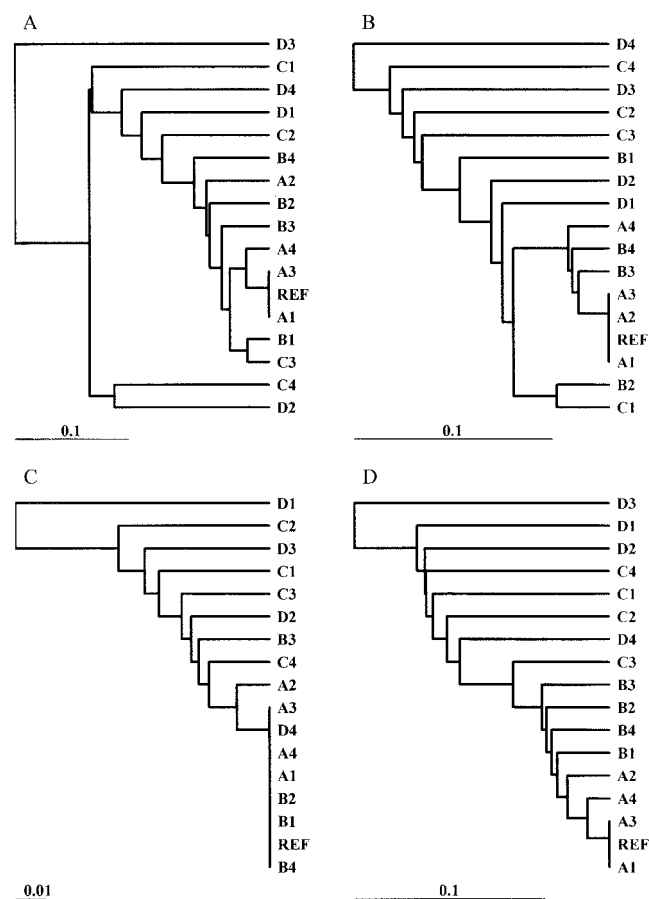 A
D3
C1
D4
D1
C2
B4
A2
B2
B3
A4
A3
REF
A1
B1
C3
C4
D2
0.1
B
D4
C4
D3
C2
C3
B1
D2
D1
A4
B4
B3
A3
A2
REF
A1
B2
C1
0.1
C
D1
C2
D3
C1
C3
D2
B3
C4
A2
A3
D4
A4
A1
B2
B1
REF
B4
0.01
D
D3
D1
D2
C4
C1
C2
D4
C3
B3
B2
B4
B1
A2
A4
A3
REF
A1
0.1